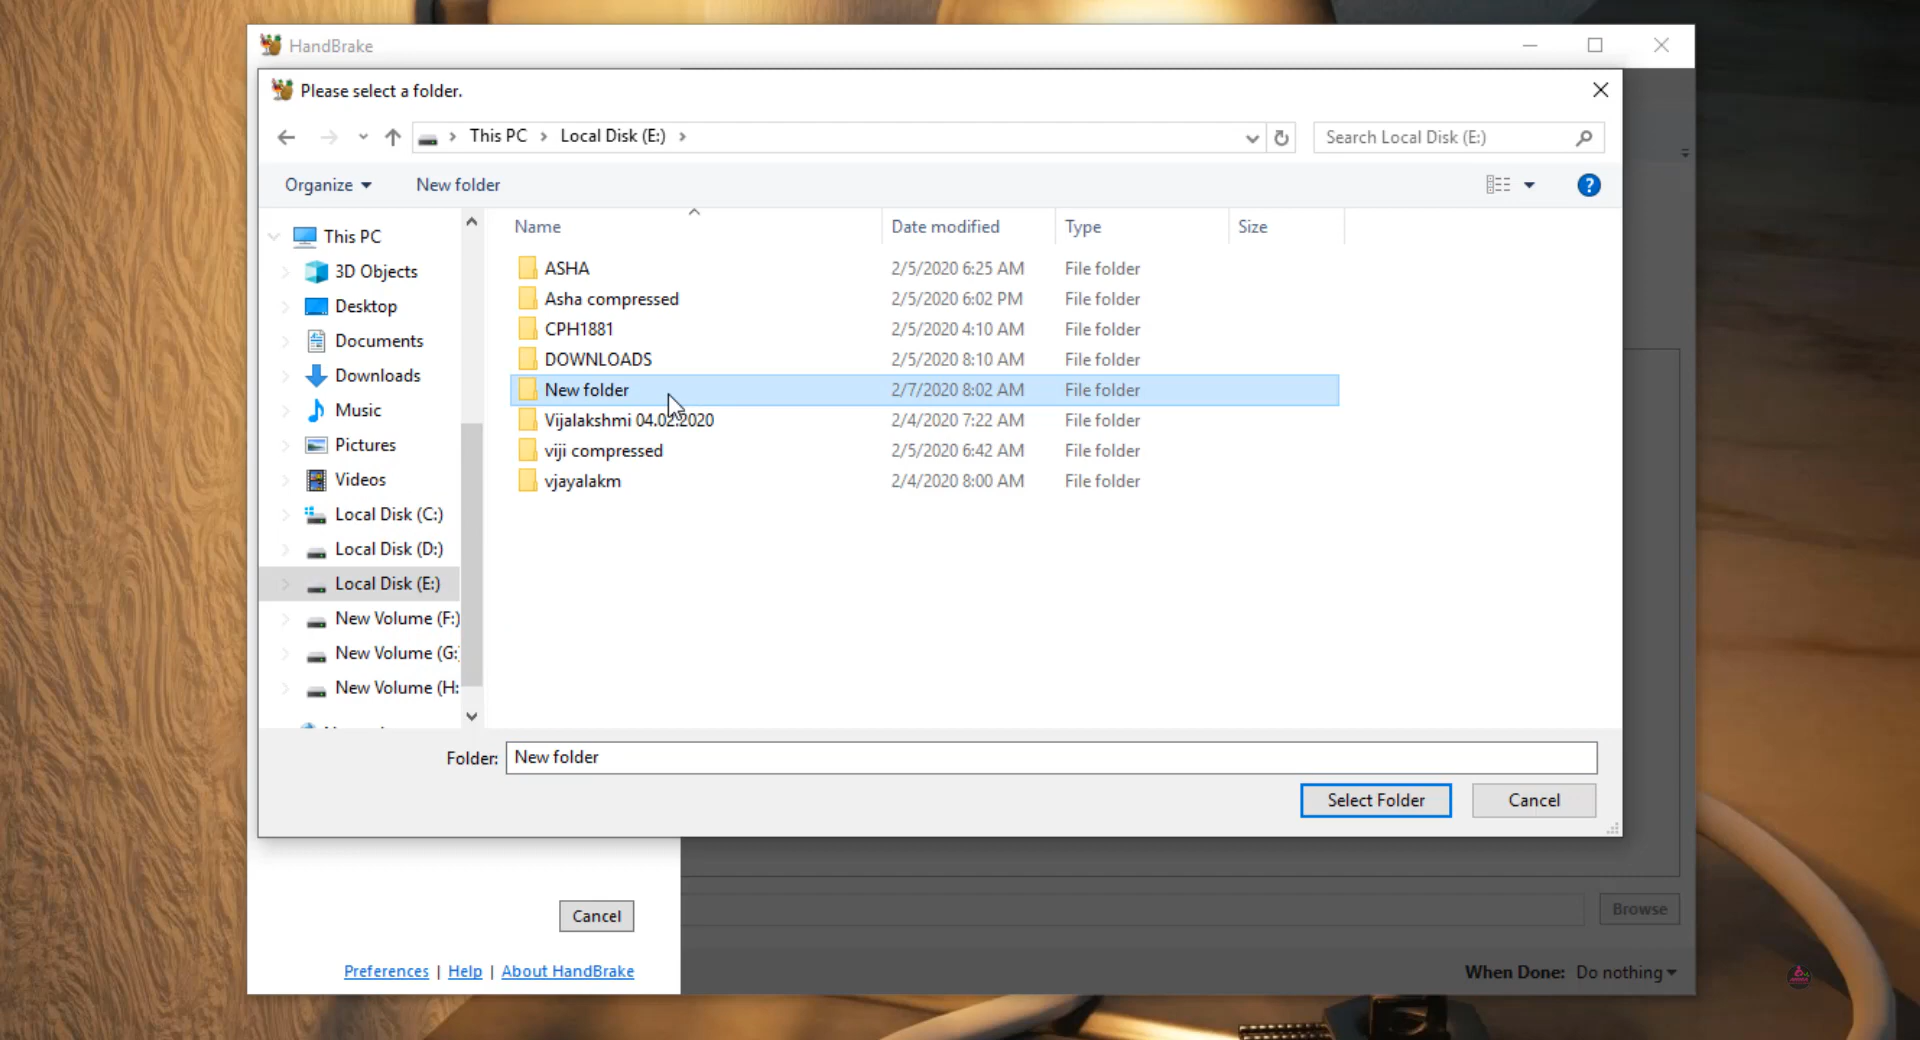 HandBrake
Please select a folder.
This PC
Local Disk (E:)
Search Local Disk (E:)
Organize
New folder
?
This PC
3D Objects
Desktop
Documents
Downloads
Music
Pictures
Videos
Local Disk (C:)
Local Disk (D:)
Local Disk (E:)
New Volume (F:)
New Volume (G:
New Volume (H:
Name Date modified Type Size
ASHA 2/5/2020 6:25 AM File folder
Asha compressed 2/5/2020 6:02 PM File folder
CPH1881 2/5/2020 4:10 AM File folder
DOWNLOADS 2/5/2020 8:10 AM File folder
New folder 2/7/2020 8:02 AM File folder
Vijalakshmi 04.02.2020 2/4/2020 7:22 AM File folder
viji compressed 2/5/2020 6:42 AM File folder
vjayalakm 2/4/2020 8:00 AM File folder
Folder: New folder
Select Folder Cancel
Cancel
Browse
Preferences | Help | About HandBrake
When Done: Do nothing